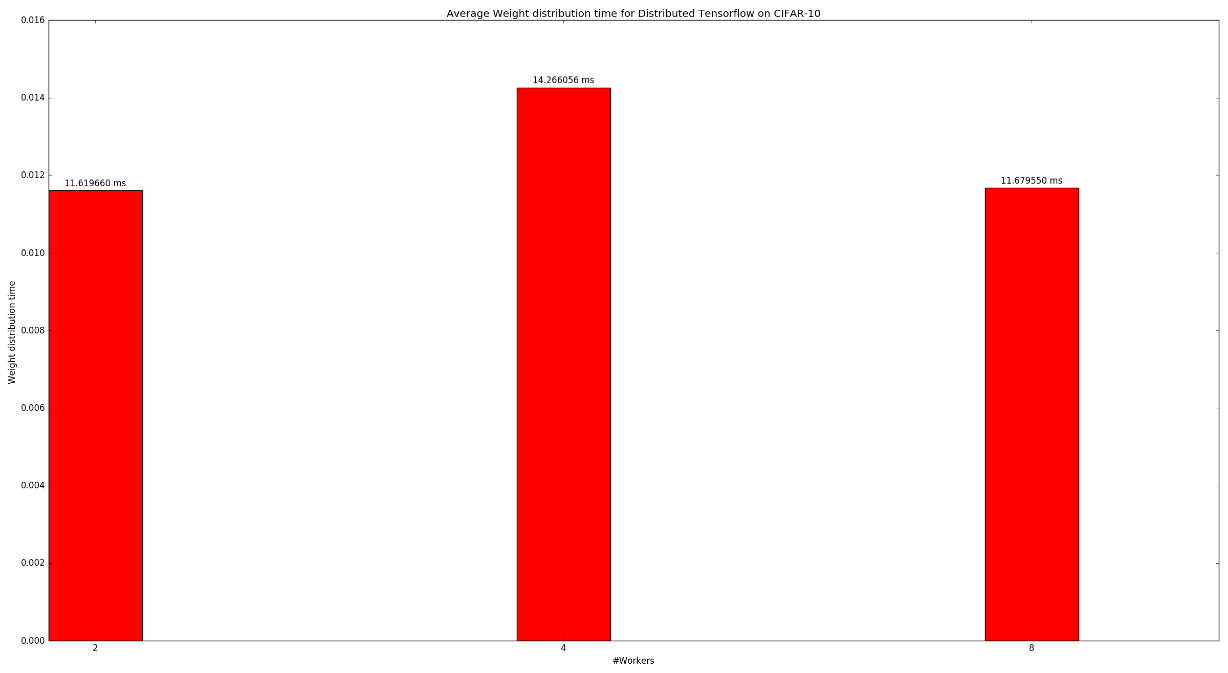 Average Weight distribution time for Distributed Tensorflow on CIFAR-10
0.016
0.014
0.012
0.010
0.008
0.006
0.004
0.002
0.000
Weight distribution time
11.619660 ms
14.266056 ms
11.679550 ms
2
4
8
#Workers